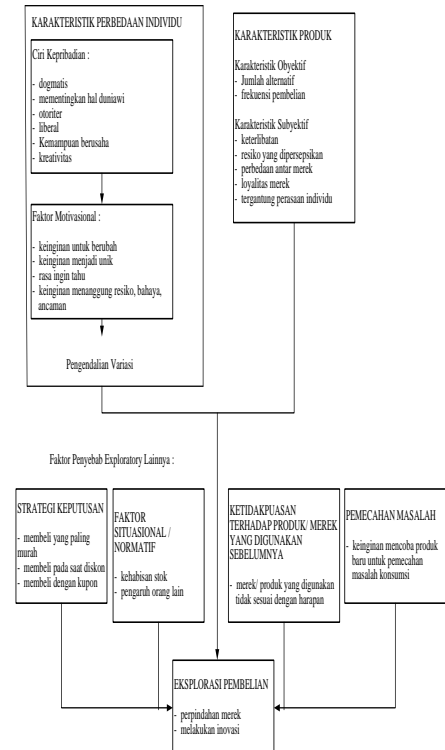 KARAKTERISTIK PERBEDAAN INDIVIDU
Ciri Kepribadian :
- dogmatis
- mementingkan hal duniawi
- otoriter
- liberal
- Kemampuan berusaha
- kreativitas
Faktor Motivasional :
- keinginan untuk berubah
- keinginan menjadi unik
- rasa ingin tahu
- keinginan menanggung resiko, bahaya,
ancaman
Pengendalian Variasi
KARAKTERISTIK PRODUK
Karakteristik Obyektif
- Jumlah alternatif
- frekuensi pembelian
Karakteristik Subyektif
- keterlibatan
- resiko yang dipersepsikan
- perbedaan antar merek
- loyalitas merek
- tergantung perasaan individu
Faktor Penyebab Exploratory Lainnya :
STRATEGI KEPUTUSAN
- membeli yang paling
murah
- membeli pada saat diskon
- membeli dengan kupon
FAKTOR
SITUASIONAL /
NORMATIF
- kehabisan stok
- pengaruh orang lain
KETIDAKPUASAN
TERHADAP PRODUK/ MEREK
YANG DIGUNAKAN
SEBELUMNYA
- merek/ produk yang digunakan
tidak sesuai dengan harapan
PEMECAHAN MASALAH
- keinginan mencoba produk
baru untuk pemecahan
masalah konsumsi
EKSPLORASI PEMBELIAN
- perpindahan merek
- melakukan inovasi